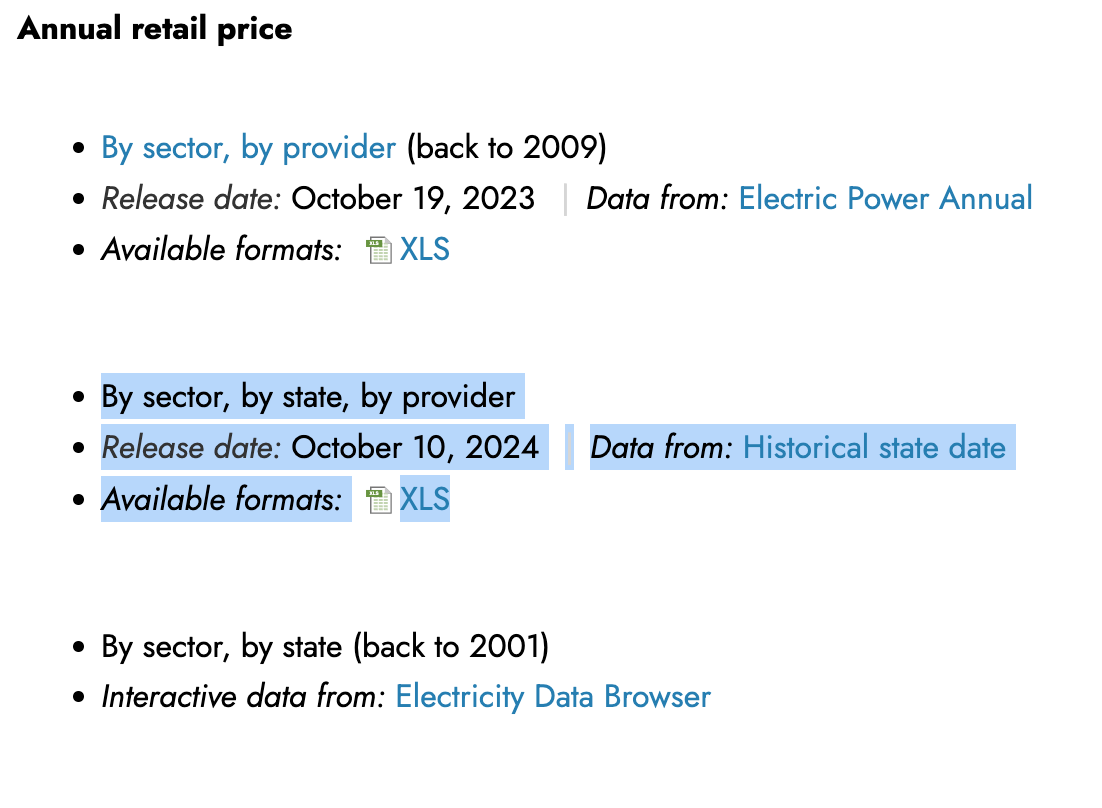 Annual retail price
• By sector, by provider (back to 2009)
• Release date: October 19, 2023 | Data from: Electric Power Annual
• Available formats: XLS
• By sector, by state, by provider
• Release date: October 10, 2024 | Data from: Historical state date
• Available formats: XLS
• By sector, by state (back to 2001)
• Interactive data from: Electricity Data Browser